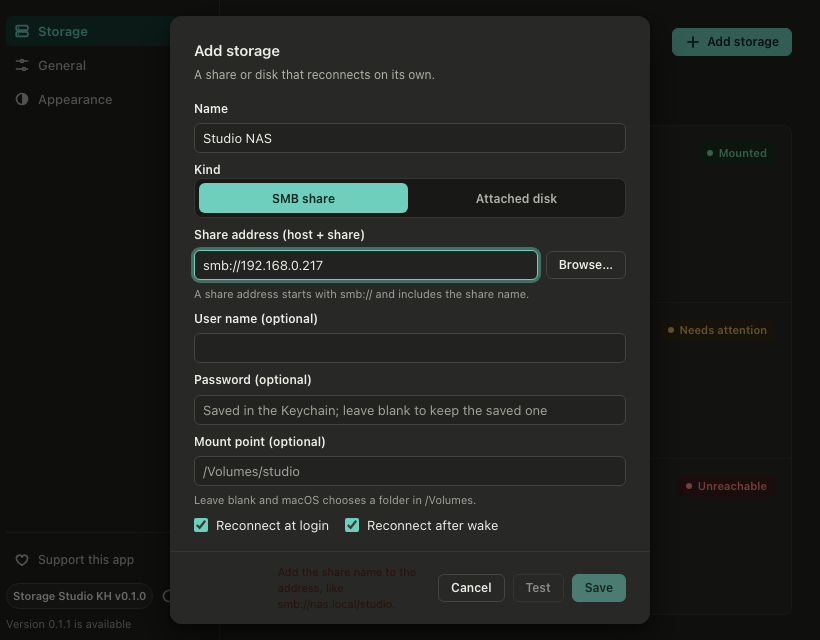 Storage
General
Appearance
Add storage
Mounted
Needs attention
Unreachable
Add storage
A share or disk that reconnects on its own.
Name
Studio NAS
Kind
SMB share
Attached disk
Share address (host + share)
smb://192.168.0.217
Browse...
A share address starts with smb:// and includes the share name.
User name (optional)
Password (optional)
Saved in the Keychain; leave blank to keep the saved one
Mount point (optional)
/Volumes/studio
Leave blank and macOS chooses a folder in /Volumes.
Reconnect at login
Reconnect after wake
Add the share name to the
address, like
smb://nas.local/studio.
Cancel
Test
Save
Support this app
Storage Studio KH v0.1.0
Version 0.1.1 is available